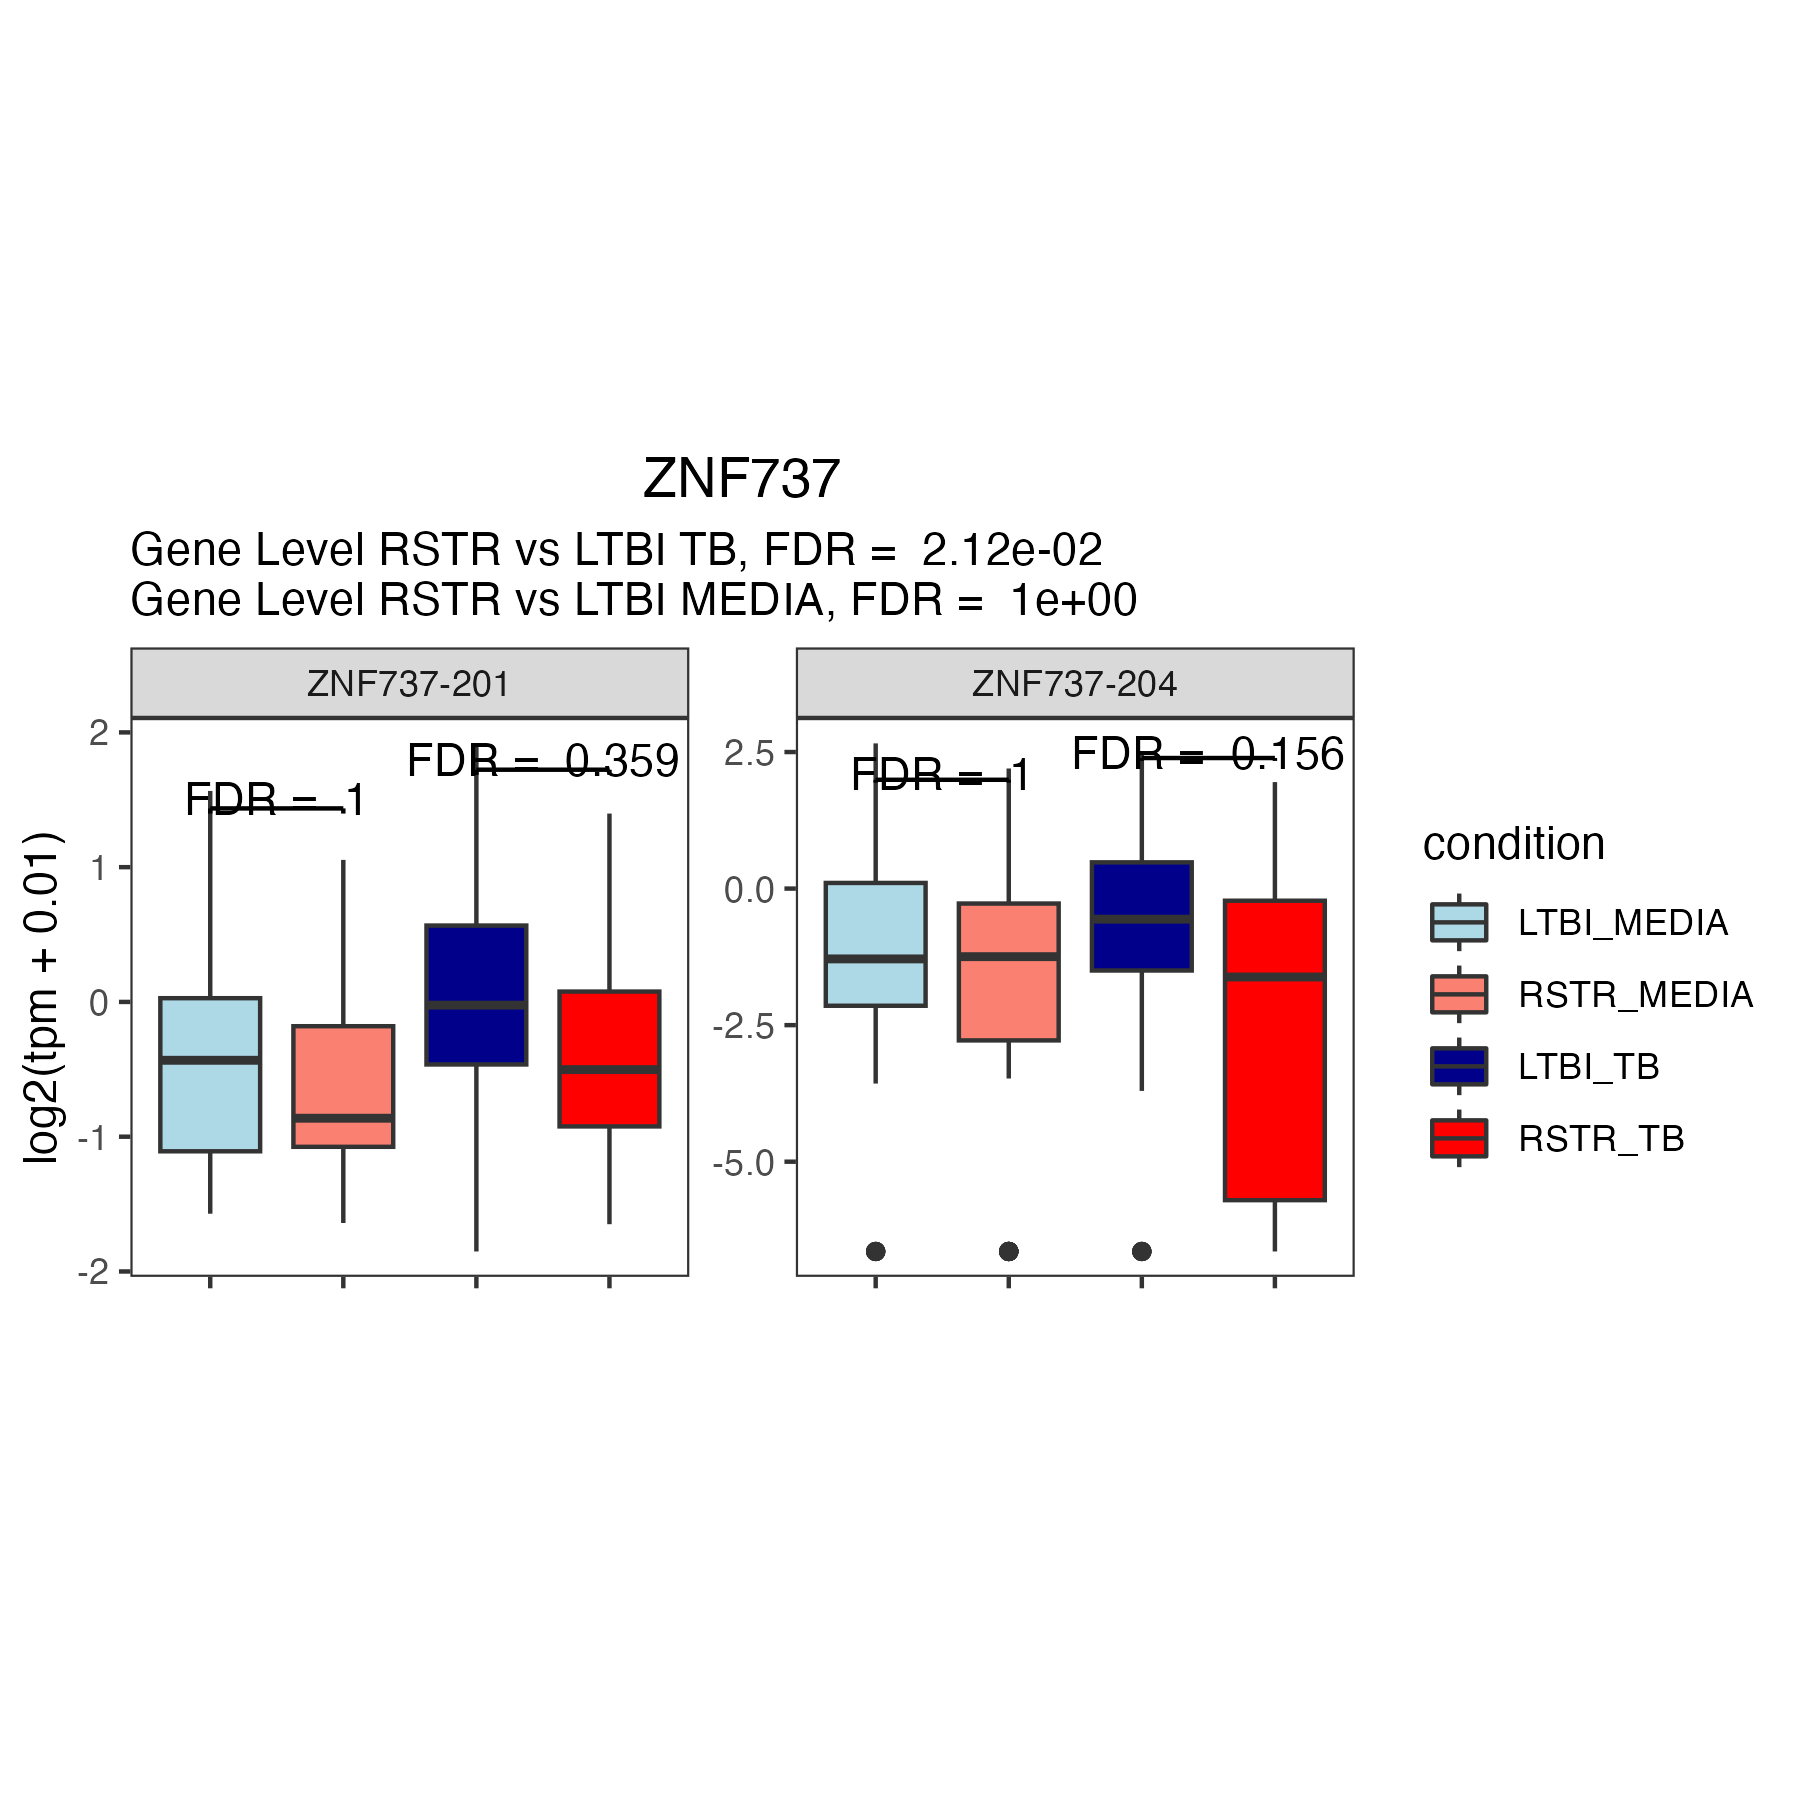 ZNF737
Gene Level RSTR vs LTBI TB, FDR =  2.12e-02
Gene Level RSTR vs LTBI MEDIA, FDR =  1e+00
ZNF737-201
ZNF737-204
log2(tpm + 0.01)
2
1
0
-1
-2
FDR =  1
FDR =  0.359
2.5
0.0
-2.5
-5.0
FDR =  1
FDR =  0.156
condition
LTBI_MEDIA
RSTR_MEDIA
LTBI_TB
RSTR_TB